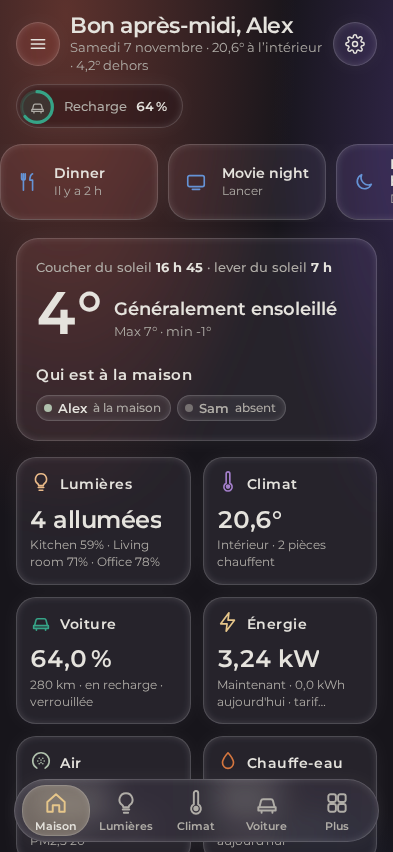 Bon après-midi, Alex
Samedi 7 novembre · 20,6° à l'intérieur
· 4,2° dehors
Recharge 64 %
Dinner
Il y a 2 h
Movie night
Lancer
Coucher du soleil 16 h 45 · lever du soleil 7 h
4°
Généralement ensoleillé
Max 7° · min -1°
Qui est à la maison
Alex à la maison
Sam absent
Lumières
4 allumées
Kitchen 59% · Living
room 71% · Office 78%
Climat
20,6°
Intérieur · 2 pièces
chauffent
Voiture
64,0 %
280 km · en recharge ·
verrouillée
Énergie
3,24 kW
Maintenant · 0,0 kWh
aujourd'hui · tarif…
Air
Chauffe-eau
Maison
Lumières
Climat
Voiture
Plus